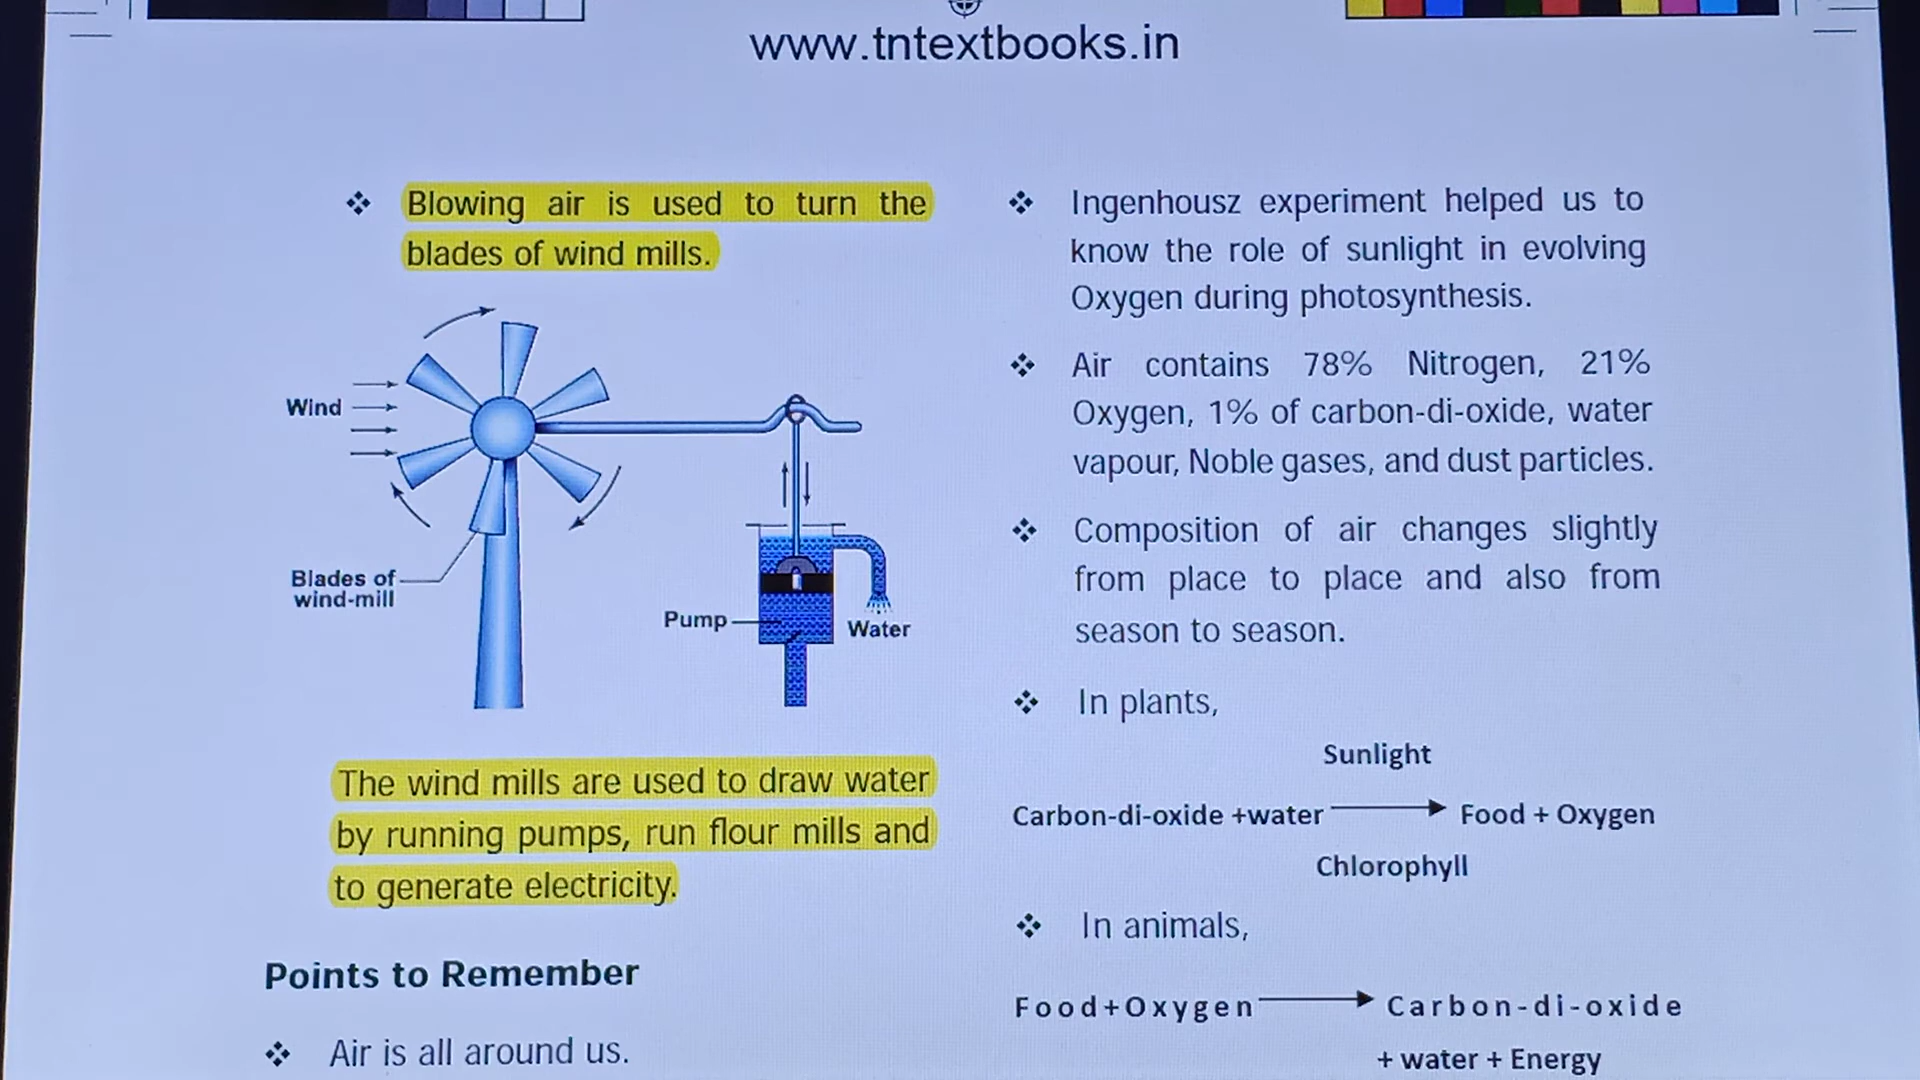 www.tntextbooks.in
❖ Blowing air is used to turn the
blades of wind mills.
Wind
Blades of
wind-mill
Pump
Water
The wind mills are used to draw water
by running pumps, run flour mills and
to generate electricity.
Points to Remember
❖ Air is all around us.
❖ Ingenhousz experiment helped us to
know the role of sunlight in evolving
Oxygen during photosynthesis.
❖ Air contains 78% Nitrogen, 21%
Oxygen, 1% of carbon-di-oxide, water
vapour, Noble gases, and dust particles.
❖ Composition of air changes slightly
from place to place and also from
season to season.
❖ In plants,
Sunlight
Carbon-di-oxide +water → Food + Oxygen
Chlorophyll
❖ In animals,
Food+Oxygen → Carbon-di-oxide
+ water + Energy